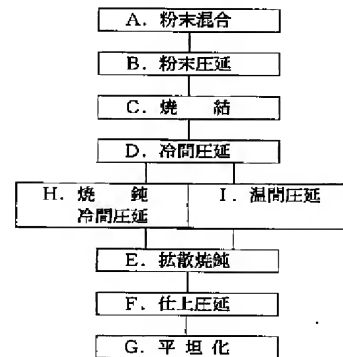 A. 粉末混合
B. 粉末圧延
C. 焼 結
D. 冷間圧延
H. 焼 鈍
冷間圧延
I. 温間圧延
E. 拡散焼鈍
F. 仕上圧延
G. 平坦化